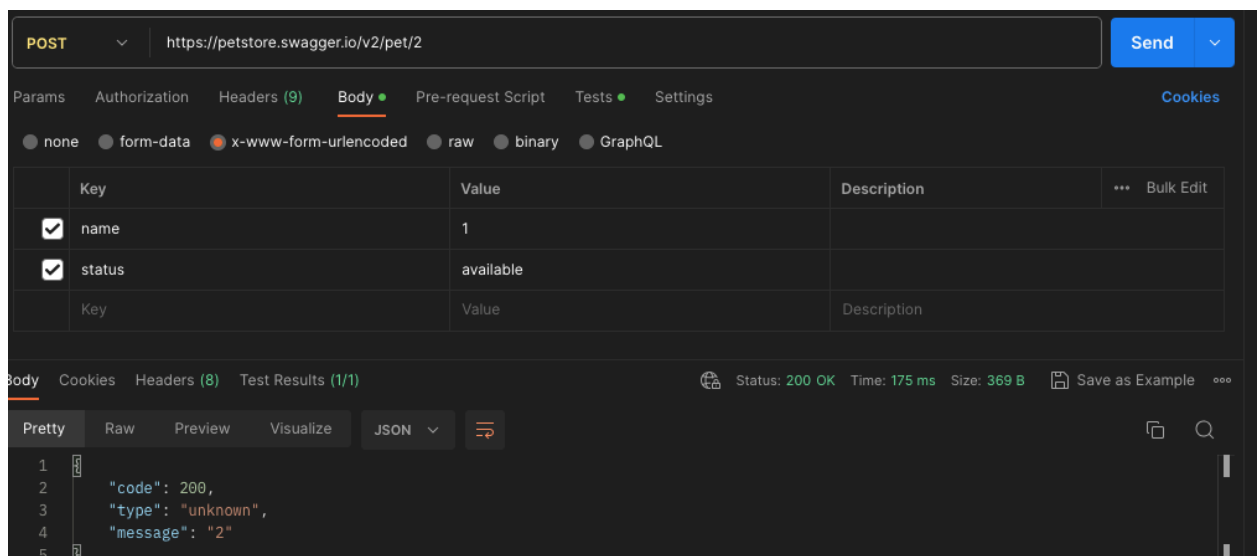 POST https://petstore.swagger.io/v2/pet/2 Send
Params Authorization Headers (9) Body Pre-request Script Tests Settings Cookies
none form-data x-www-form-urlencoded raw binary GraphQL
Key Value Description ••• Bulk Edit
name 1
status available
Key Value Description
Body Cookies Headers (8) Test Results (1/1) Status: 200 OK Time: 175 ms Size: 369 B Save as Example
Pretty Raw Preview Visualize JSON
1 {
2 "code": 200,
3 "type": "unknown",
4 "message": "2"
5 }